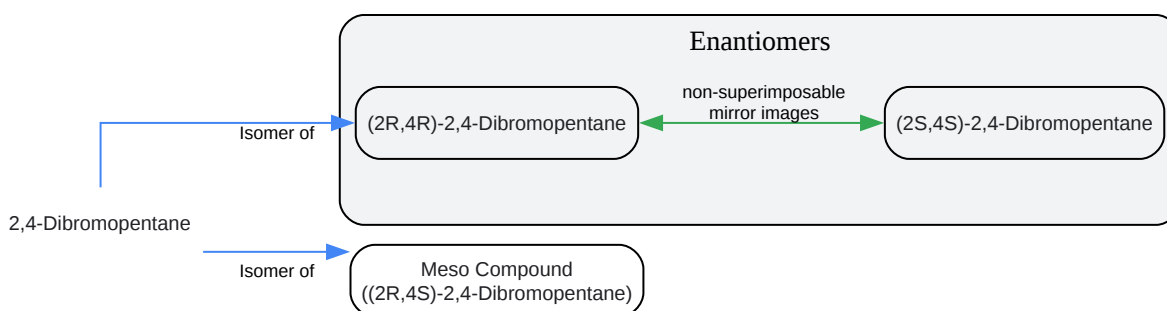 Enantiomers
non-superimposable
mirror images
(2R,4R)-2,4-Dibromopentane
(2S,4S)-2,4-Dibromopentane
Isomer of
2,4-Dibromopentane
Isomer of
Meso Compound
((2R,4S)-2,4-Dibromopentane)